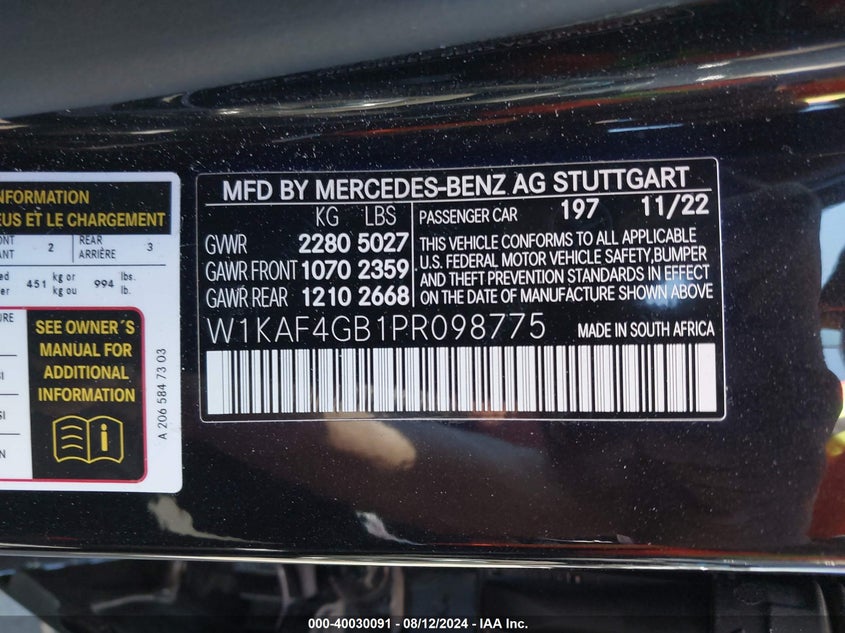 INFORMATION
EUS ET LE CHARGEMENT
2
REAR
ARRIÈRE
3
451
kg or
kg ou
994
lbs.
lb.
SEE OWNER´S
MANUAL FOR
ADDITIONAL
INFORMATION
A 206 584 73 03
MFD BY MERCEDES-BENZ AG STUTTGART
KG LBS
GVWR 2280 5027
GAWR FRONT 1070 2359
GAWR REAR 1210 2668
PASSENGER CAR 197 11/22
THIS VEHICLE CONFORMS TO ALL APPLICABLE
U.S. FEDERAL MOTOR VEHICLE SAFETY,BUMPER
AND THEFT PREVENTION STANDARDS IN EFFECT
ON THE DATE OF MANUFACTURE SHOWN ABOVE
W1KAF4GB1PR098775 MADE IN SOUTH AFRICA
000-40030091 - 08/12/2024 - IAA Inc.